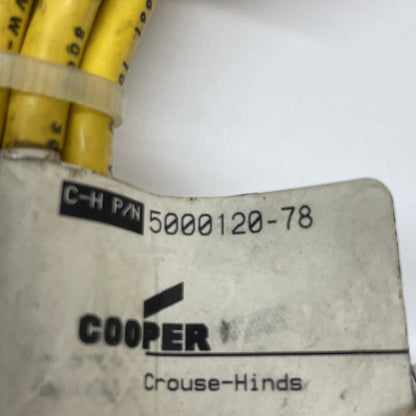 C-H P/N 5000120-78
COOPER
Crouse-Hinds